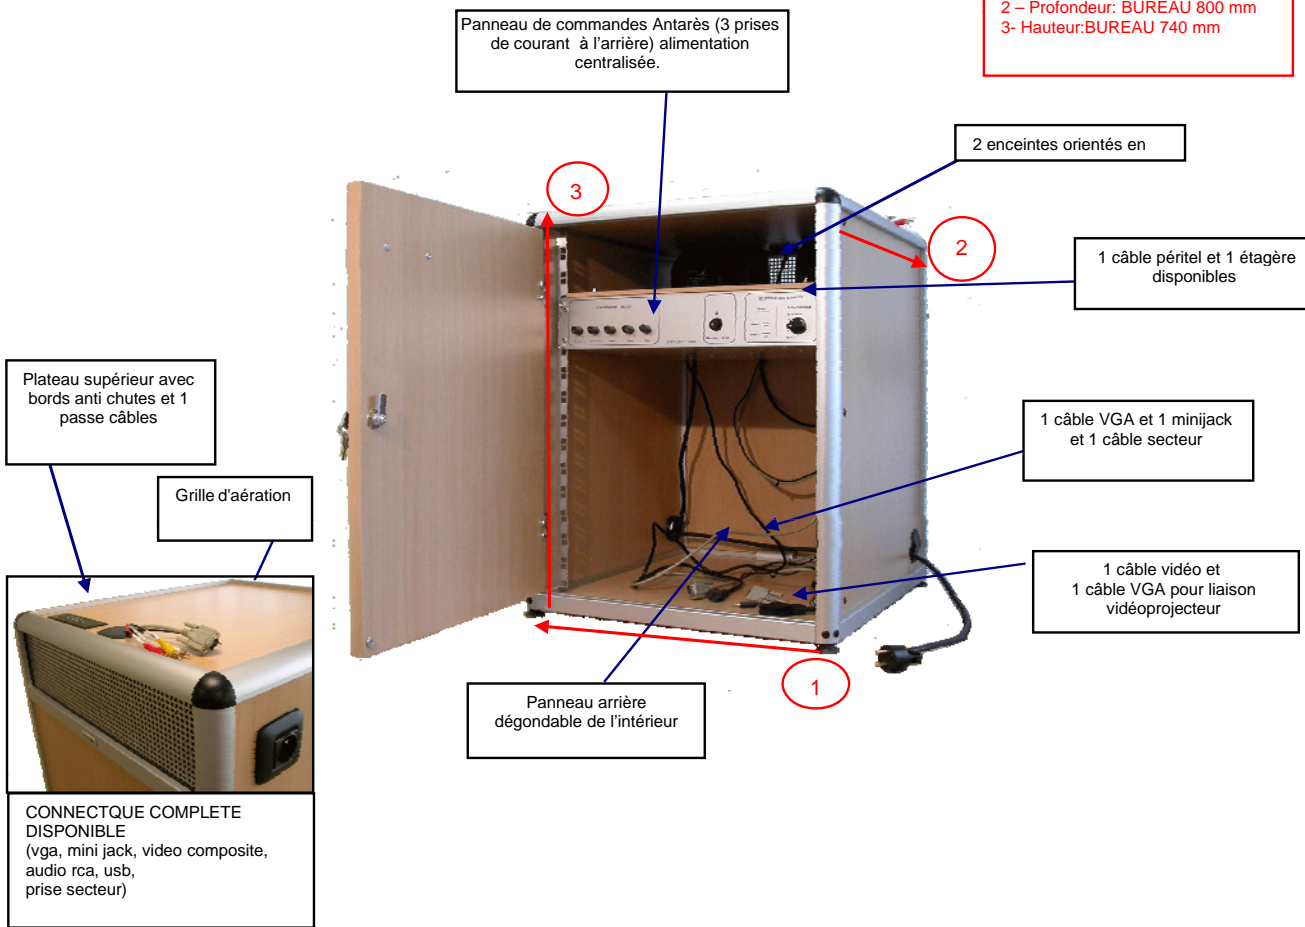 2 – Profondeur: BUREAU 800 mm
3- Hauteur:BUREAU 740 mm
Panneau de commandes Antarès (3 prises
de courant à l'arrière) alimentation
centralisée.
2 enceintes orientés en
3
2
1 câble péritel et 1 étagère
disponibles
Plateau supérieur avec
bords anti chutes et 1
passe câbles
1 câble VGA et 1 minijack
et 1 câble secteur
Grille d'aération
1 câble vidéo et
1 câble VGA pour liaison
vidéoprojecteur
1
Panneau arrière
dégondable de l'intérieur
CONNECTQUE COMPLETE
DISPONIBLE
(vga, mini jack, video composite,
audio rca, usb,
prise secteur)